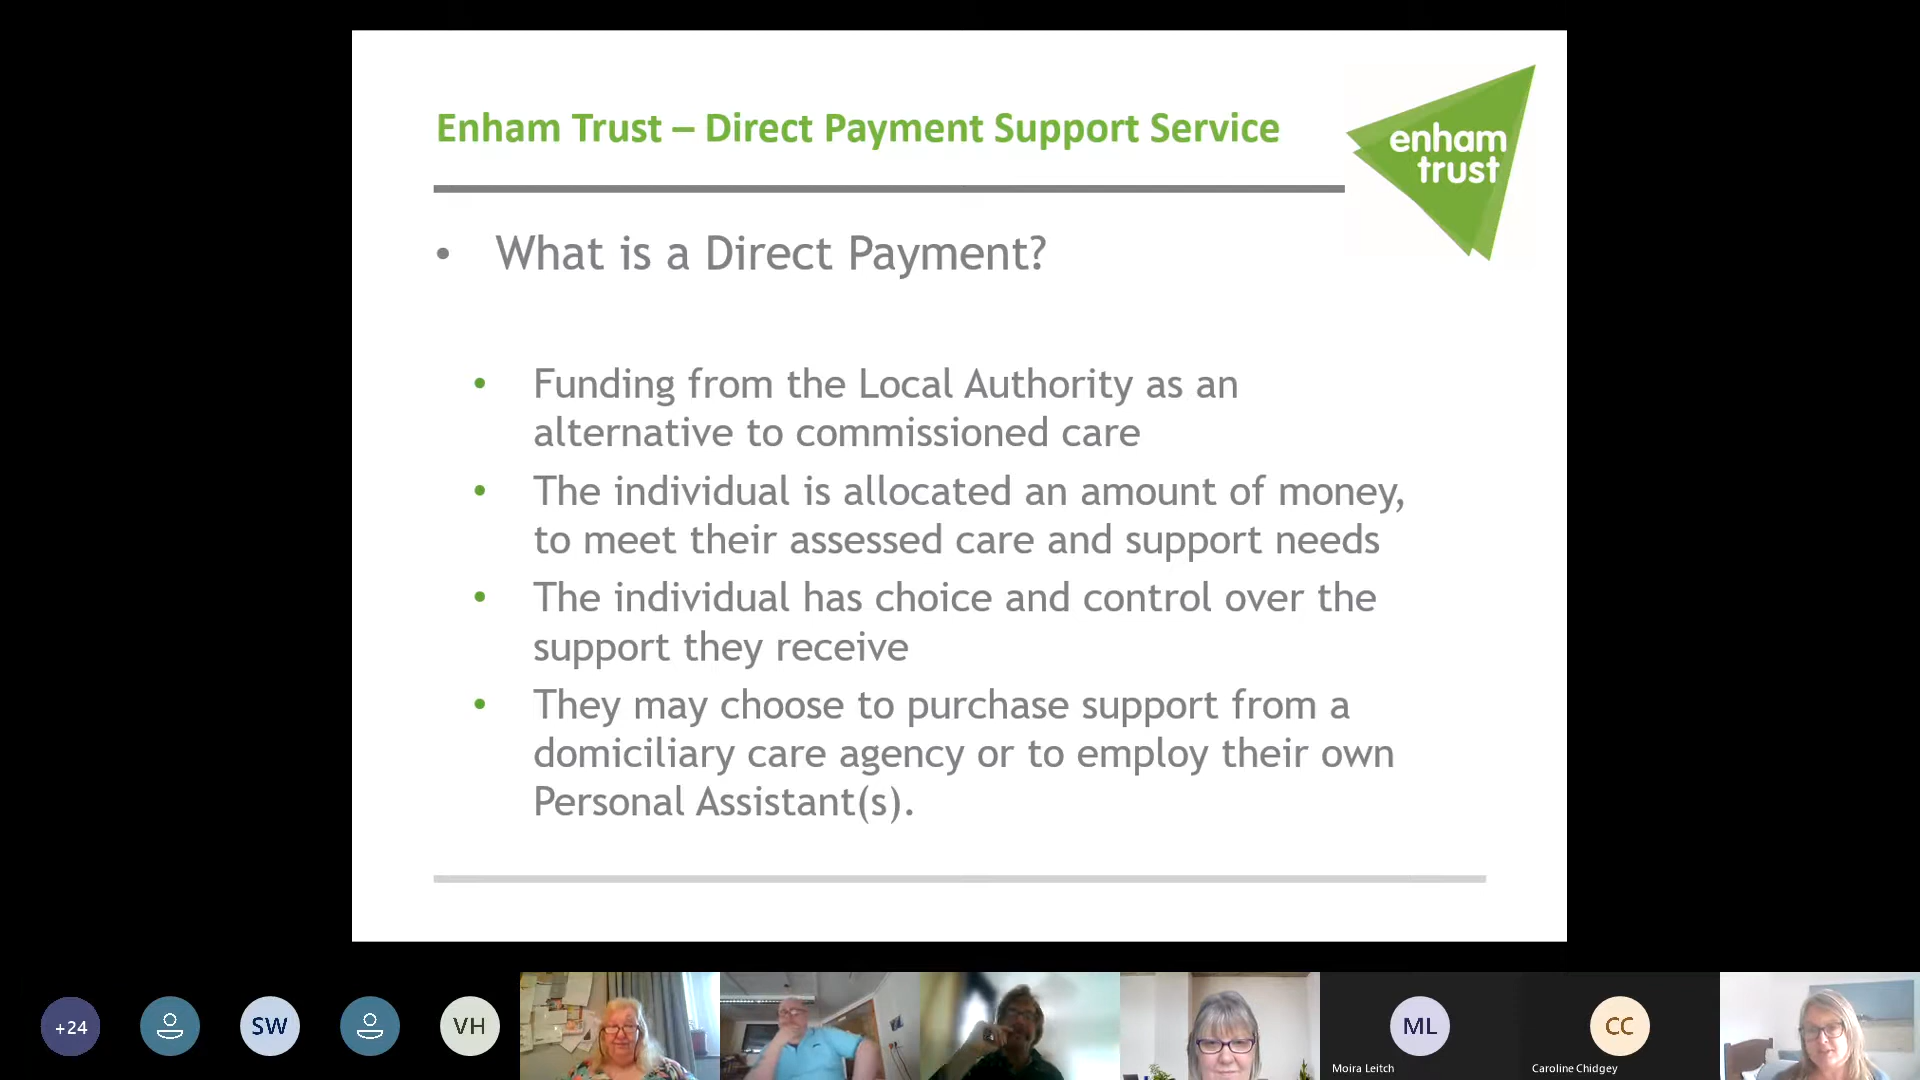 Enham Trust – Direct Payment Support Service
enham
trust
• What is a Direct Payment?
• Funding from the Local Authority as an
alternative to commissioned care
• The individual is allocated an amount of money,
to meet their assessed care and support needs
• The individual has choice and control over the
support they receive
• They may choose to purchase support from a
domiciliary care agency or to employ their own
Personal Assistant(s).
+24
SW
VH
ML
Moira Leitch
CC
Caroline Chidgey